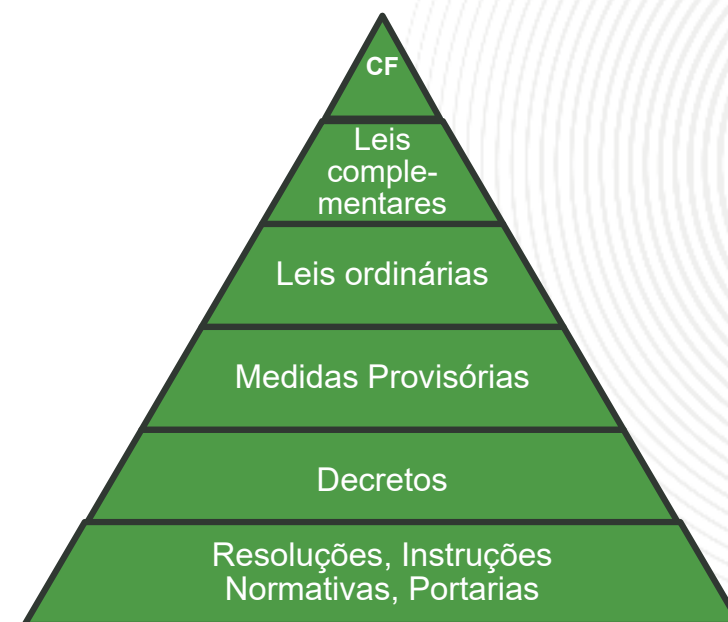 CF
Leis
comple-
mentares
Leis ordinárias
Medidas Provisórias
Decretos
Resoluções, Instruções
Normativas, Portarias